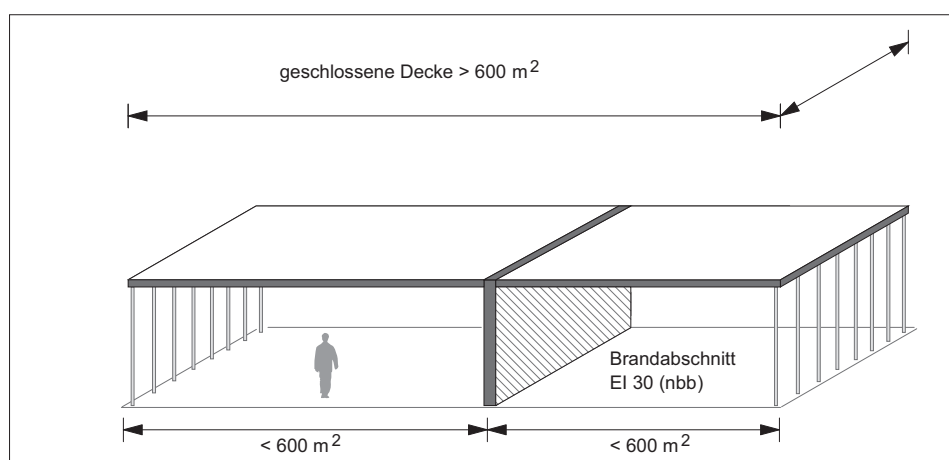 geschlossene Decke > 600 m²
Brandabschnitt
EI 30 (nbb)
< 600 m²
< 600 m²